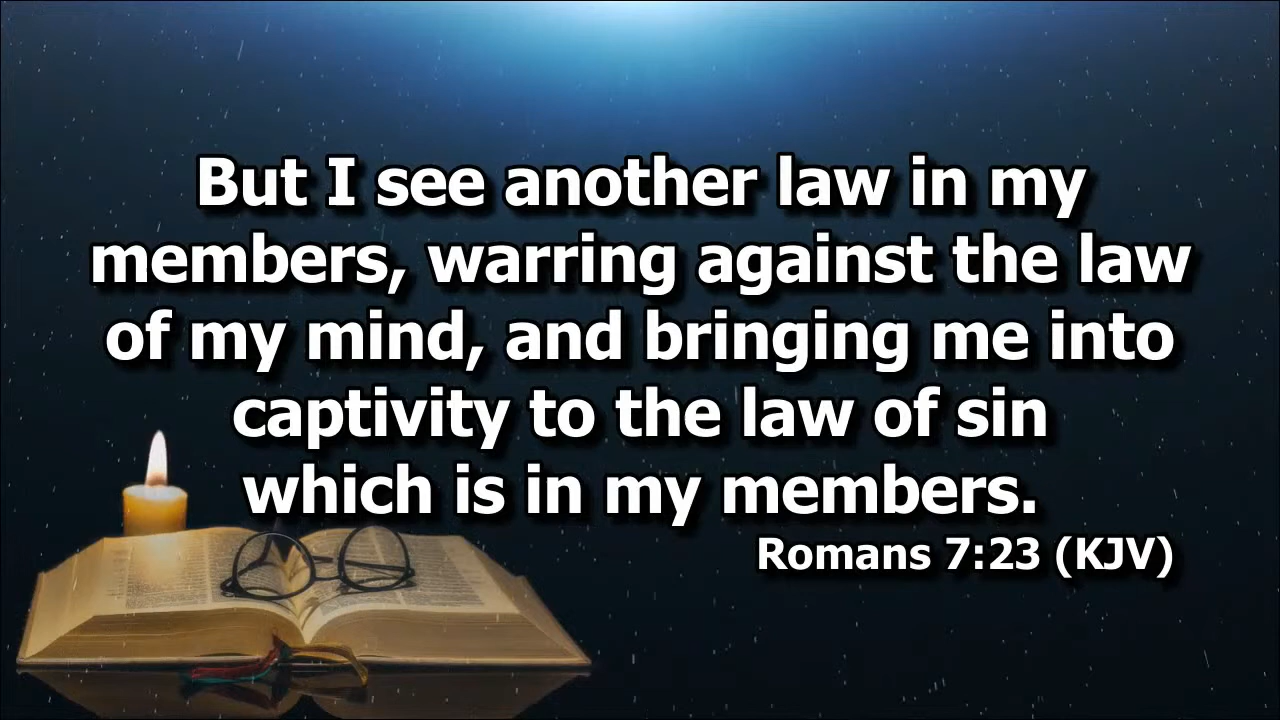 But I see another law in my
members, warring against the law
of my mind, and bringing me into
captivity to the law of sin
which is in my members.
Romans 7:23 (KJV)